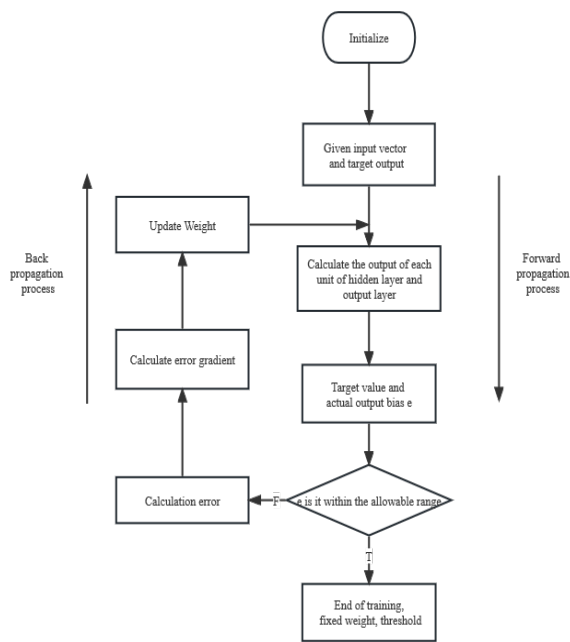 Initialize
Given input vector
and target output
Update Weight
Back
propagation
process
Calculate the output of each
unit of hidden layer and
output layer
Forward
propagation
process
Calculate error gradient
Target value and
actual output bias e
Calculation error
F
e is it within the allowable range
T
End of training,
fixed weight, threshold